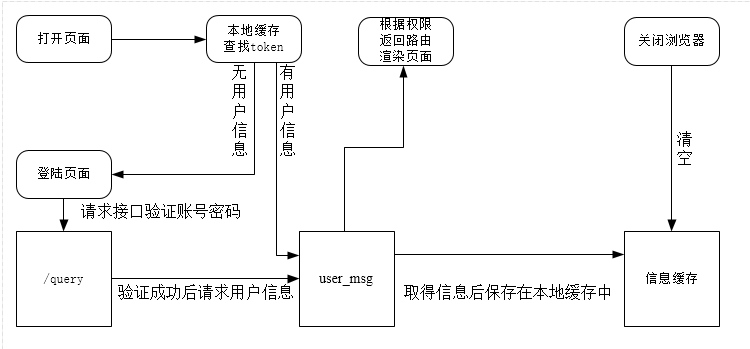 打开页面
本地缓存
查找token
根据权限
返回路由
渲染页面
关闭浏览器
无用户信息
有用户信息
清空
登陆页面
请求接口验证账号密码
/query
验证成功后请求用户信息
user_msg
取得信息后保存在本地缓存中
信息缓存